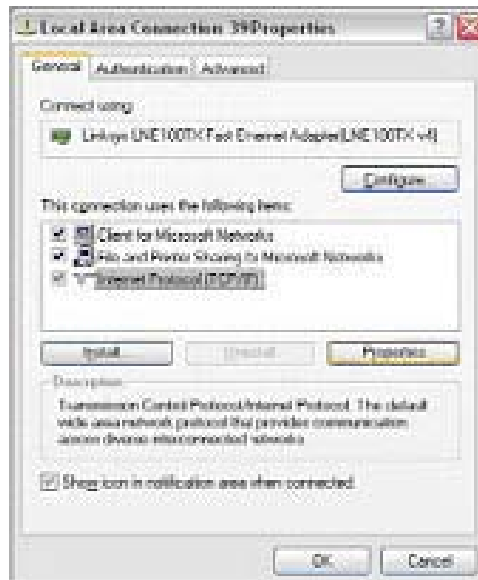 Local Area Connection 39 Properties
General Authentication Advanced
Connect using:
Linksys LNE100TX Fast Ethernet Adapter(LNE100TX v4)
Configure...
This connection uses the following items:
Client for Microsoft Networks
File and Printer Sharing for Microsoft Networks
Internet Protocol (TCP/IP)
Install... Uninstall Properties
Description
Transmission Control Protocol/Internet Protocol. The default
wide area network protocol that provides communication
across diverse interconnected networks.
Show icon in notification area when connected
OK Cancel